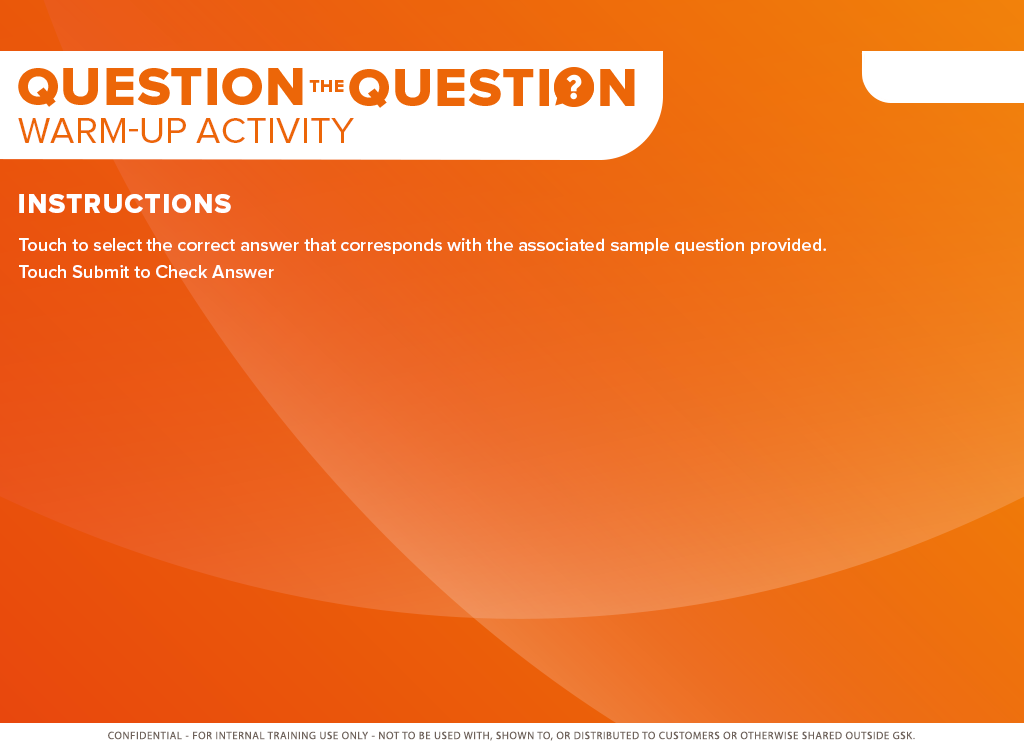 QUESTION THE QUESTION
WARM-UP ACTIVITY
INSTRUCTIONS
Touch to select the correct answer that corresponds with the associated sample question provided.
Touch Submit to Check Answer
CONFIDENTIAL - FOR INTERNAL TRAINING USE ONLY - NOT TO BE USED WITH, SHOWN TO, OR DISTRIBUTED TO CUSTOMERS OR OTHERWISE SHARED OUTSIDE GSK.